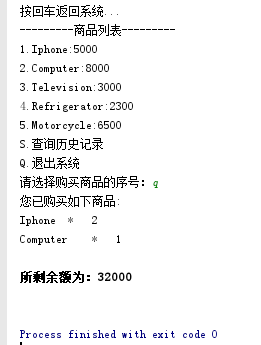 按回车返回系统...
---------商品列表---------
1.Iphone:5000
2.Computer:8000
3.Television:3000
4.Refrigerator:2300
5.Motorcycle:6500
S.查询历史记录
Q.退出系统
请选择购买商品的序号：q
您已购买如下商品:
Iphone * 2
Computer * 1
所剩余额为：32000
Process finished with exit code 0